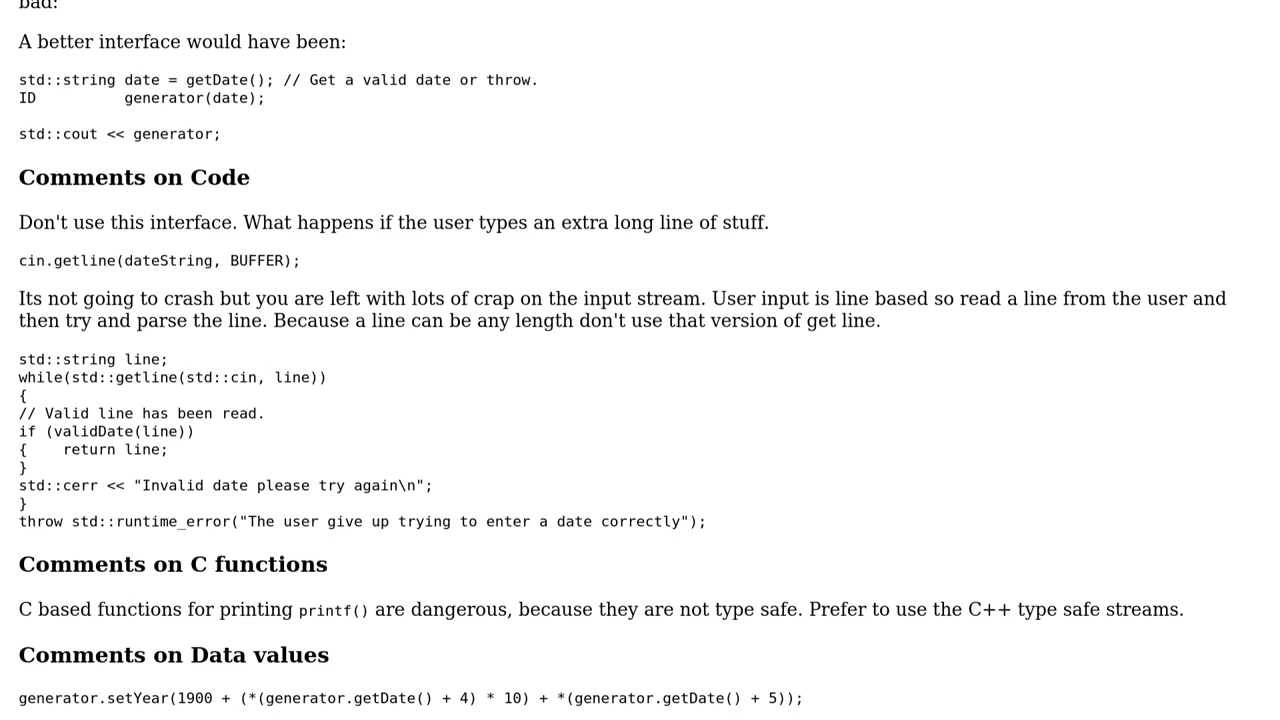 bad:
A better interface would have been:
std::string date = getDate(); // Get a valid date or throw.
ID          generator(date);
std::cout << generator;
Comments on Code
Don't use this interface. What happens if the user types an extra long line of stuff.
cin.getline(dateString, BUFFER);
Its not going to crash but you are left with lots of crap on the input stream. User input is line based so read a line from the user and
then try and parse the line. Because a line can be any length don't use that version of get line.
std::string line;
while(std::getline(std::cin, line))
{
// Valid line has been read.
if (validDate(line))
{    return line;
}
std::cerr << "Invalid date please try again\n";
}
throw std::runtime_error("The user give up trying to enter a date correctly");
Comments on C functions
C based functions for printing printf() are dangerous, because they are not type safe. Prefer to use the C++ type safe streams.
Comments on Data values
generator.setYear(1900 + (*(generator.getDate() + 4) * 10) + *(generator.getDate() + 5));